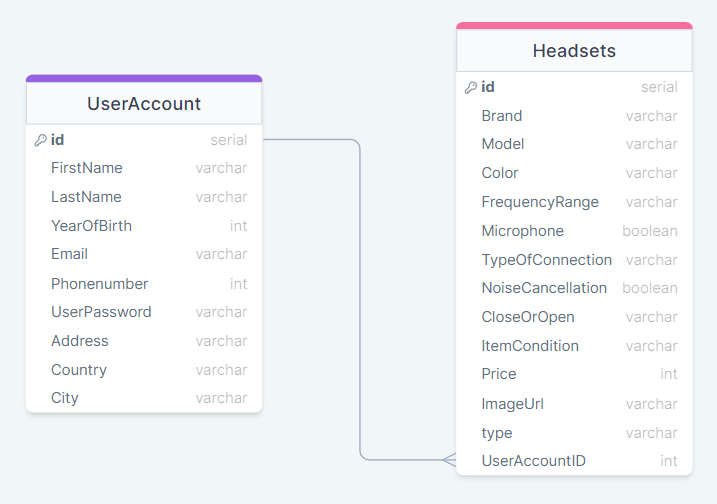 UserAccount
id serial
FirstName varchar
LastName varchar
YearOfBirth int
Email varchar
Phonenumber int
UserPassword varchar
Address varchar
Country varchar
City varchar
Headsets
id serial
Brand varchar
Model varchar
Color varchar
FrequencyRange varchar
Microphone boolean
TypeOfConnection varchar
NoiseCancellation boolean
CloseOrOpen varchar
ItemCondition varchar
Price int
ImageUrl varchar
type varchar
UserAccountID int